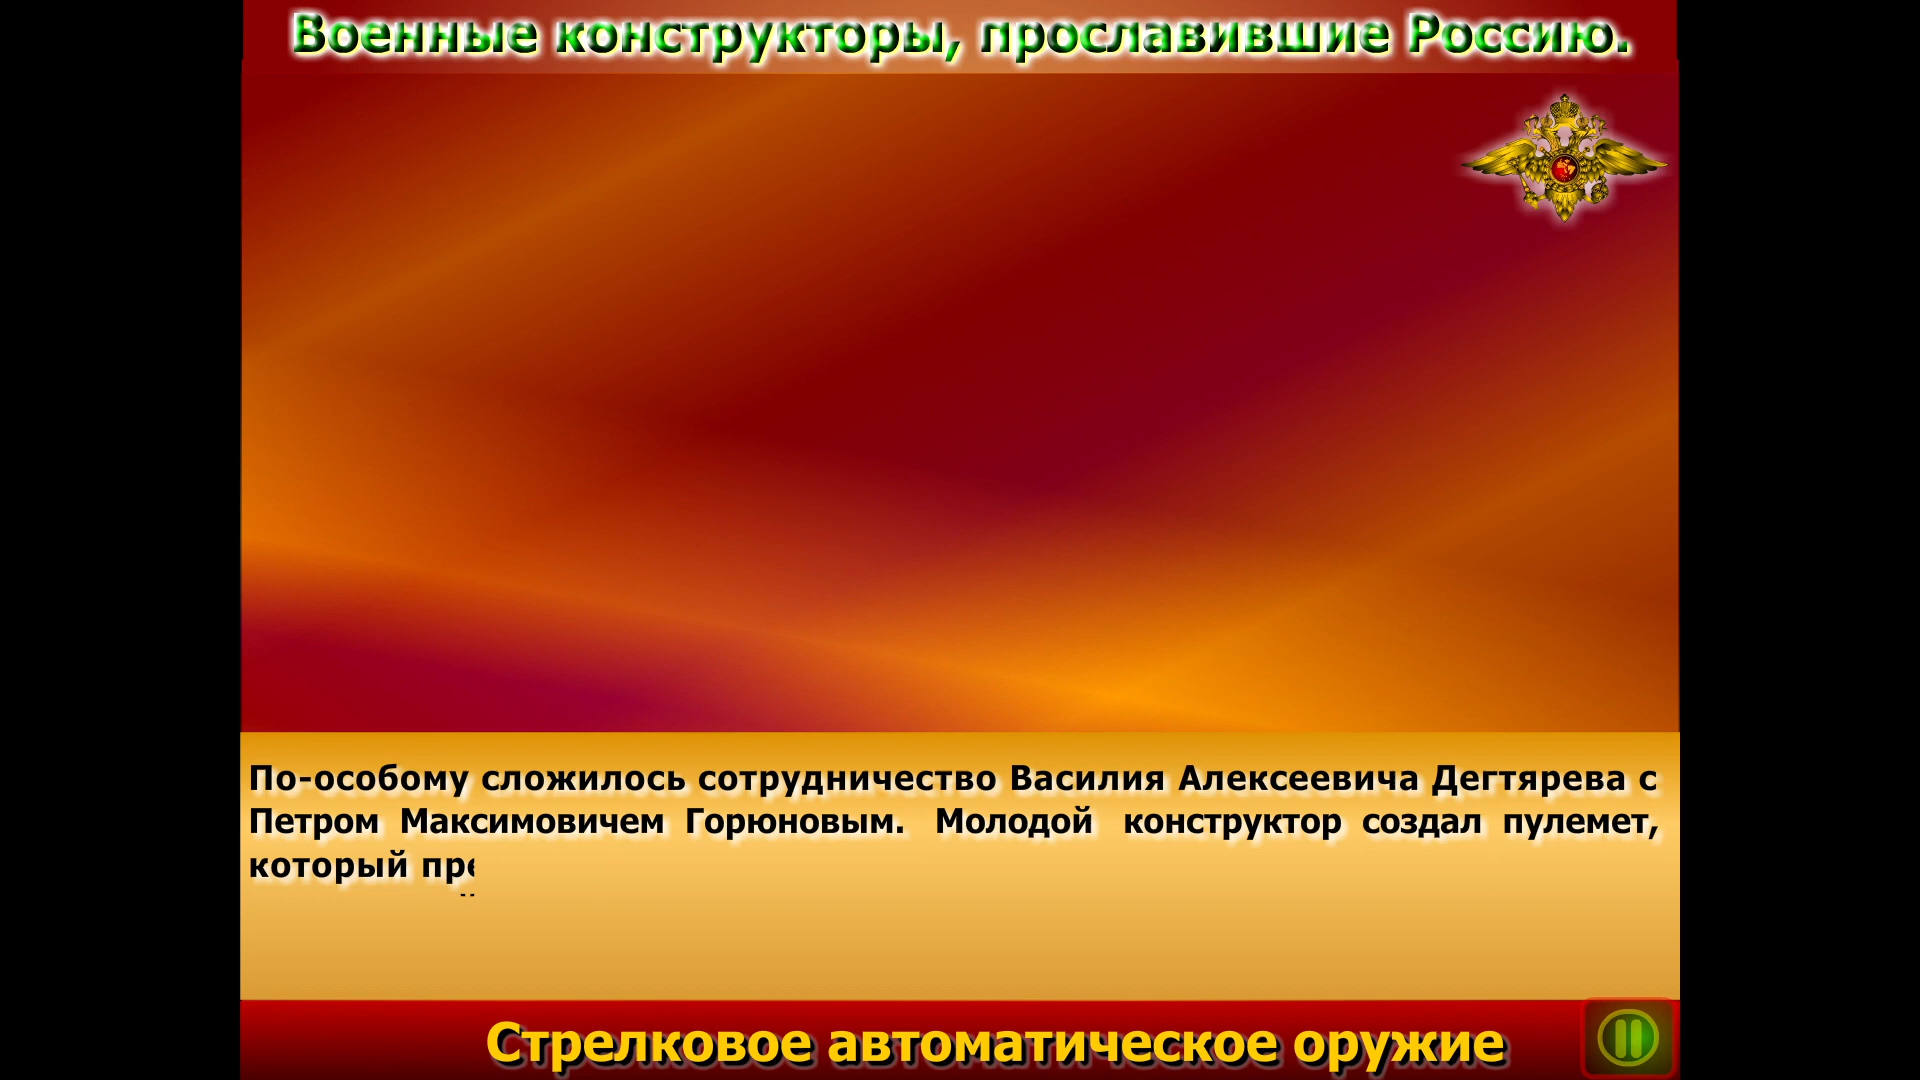 Военные конструкторы, прославившие Россию.
По-особому сложилось сотрудничество Василия Алексеевича Дегтярева с
Петром Максимовичем Горюновым. Молодой конструктор создал пулемет,
который пре
Стрелковое автоматическое оружие